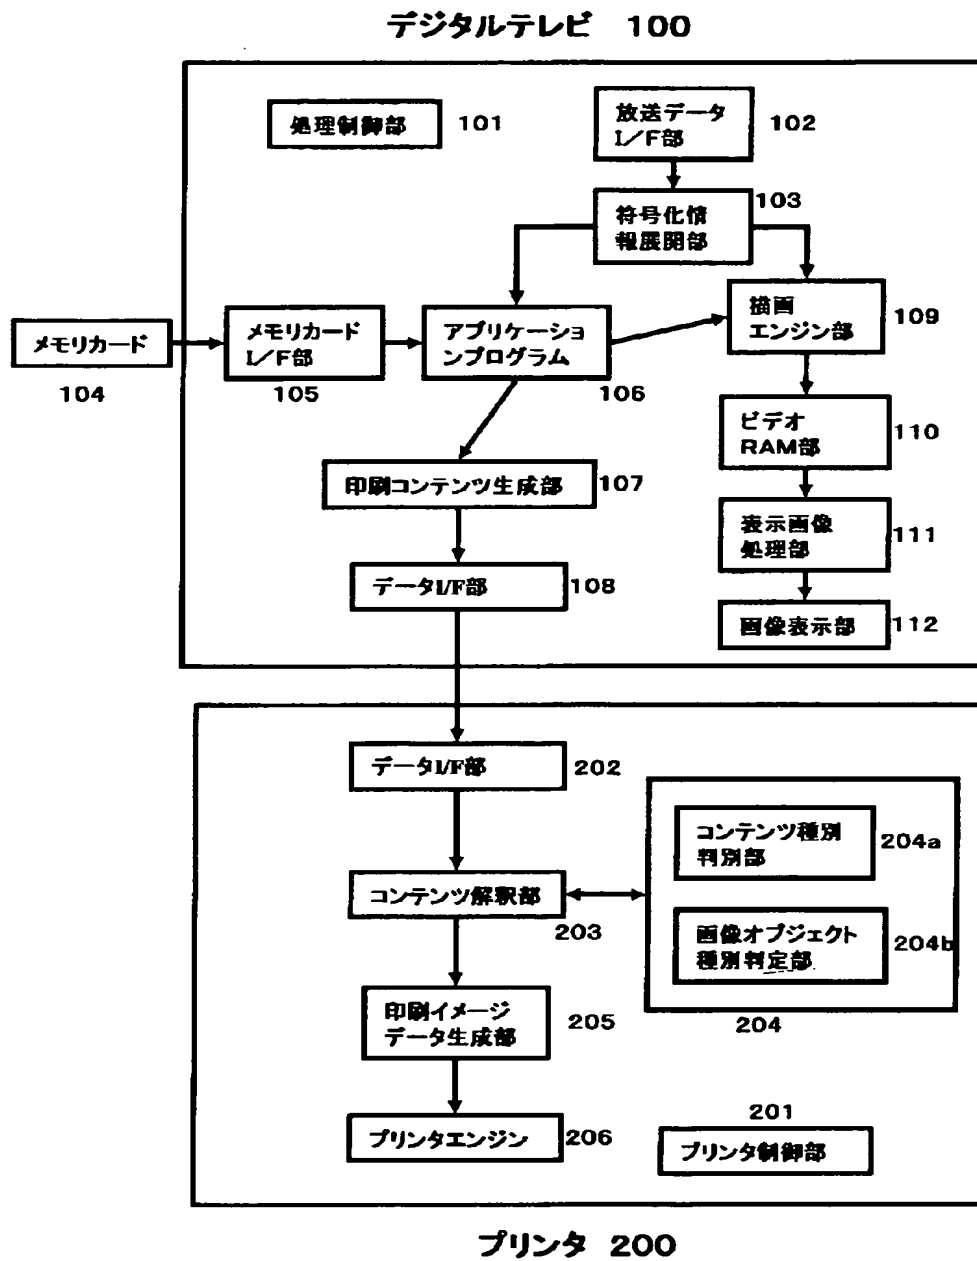 デジタルテレビ 100
処理制御部 101
放送データ
I/F部
102
103
符号化情
報展開部
メモリカード
104
メモリカード
I/F部
105
アプリケーショ
ンプログラム
106
描画
エンジン部
109
ビデオ
RAM部
110
印刷コンテンツ生成部 107
表示画像
処理部
111
データI/F部 108
画像表示部 112
データI/F部 202
コンテンツ種別
判別部
204a
コンテンツ解釈部
203
画像オブジェクト
種別判定部
204b
204
印刷イメージ
データ生成部
205
プリンタエンジン 206
201
プリンタ制御部
プリンタ 200